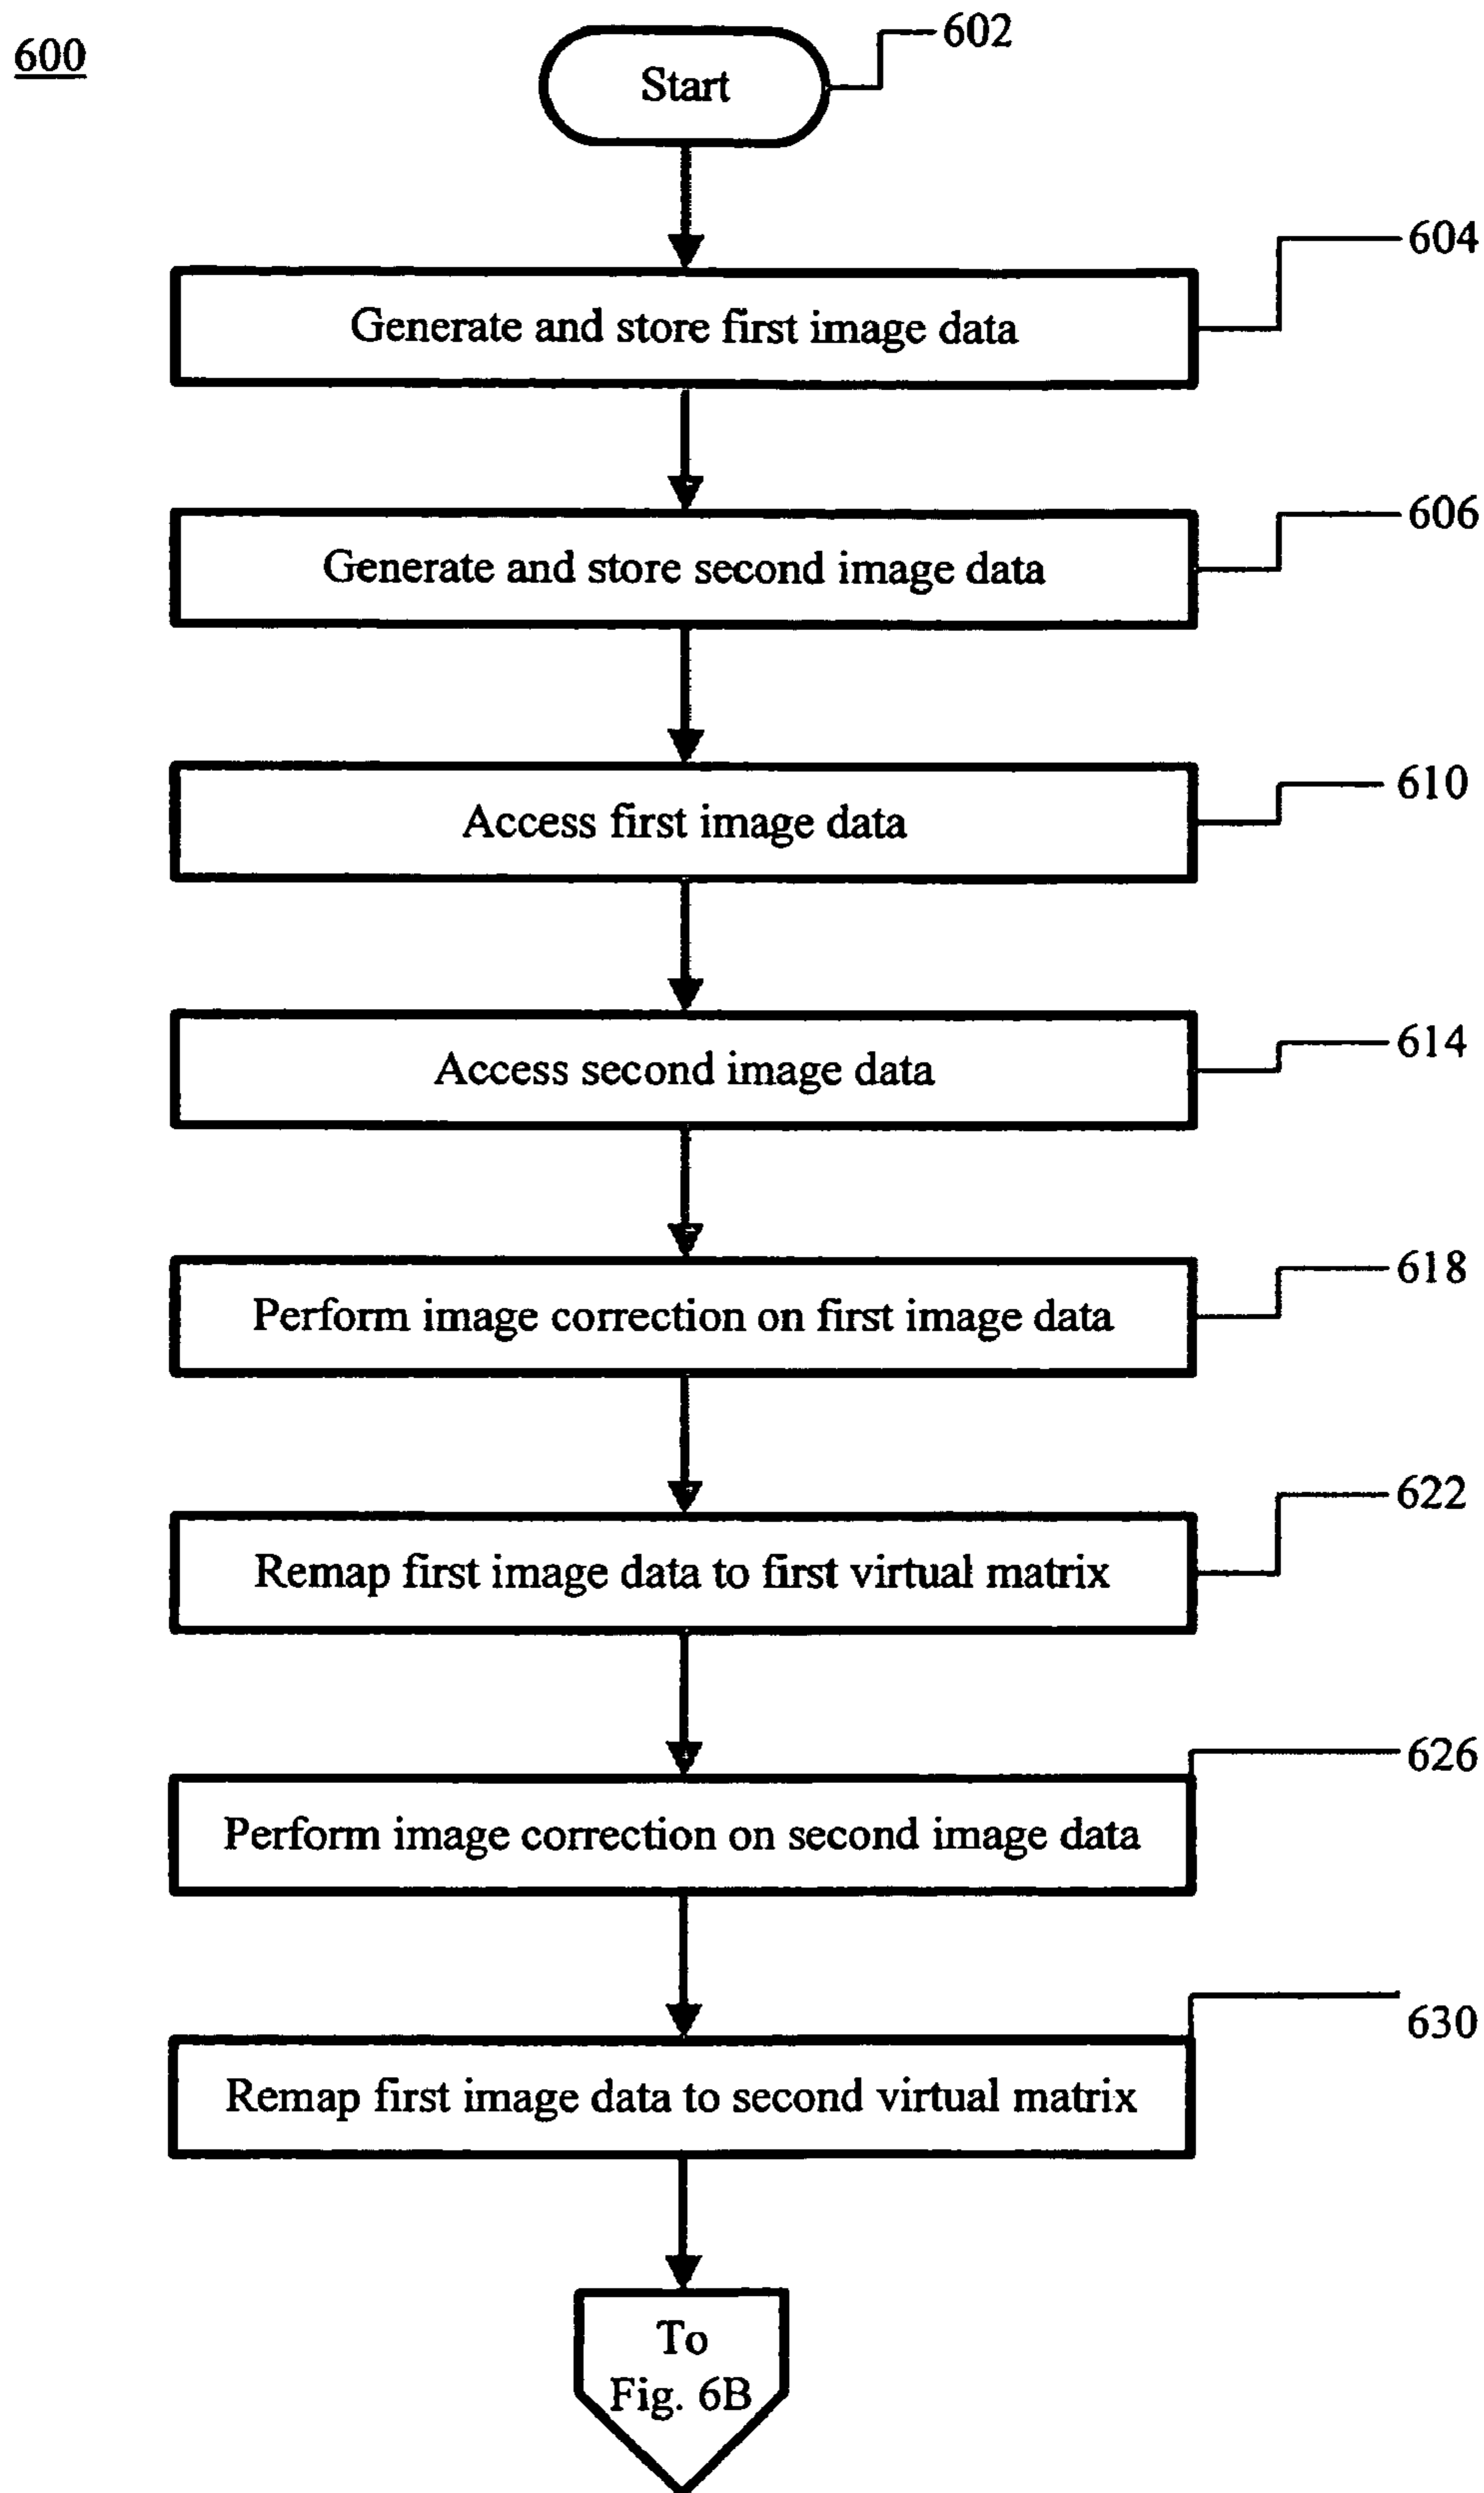 600
602
Start
604
Generate and store first image data
606
Generate and store second image data
610
Access first image data
614
Access second image data
618
Perform image correction on first image data
622
Remap first image data to first virtual matrix
626
Perform image correction on second image data
630
Remap first image data to second virtual matrix
To
Fig. 6B